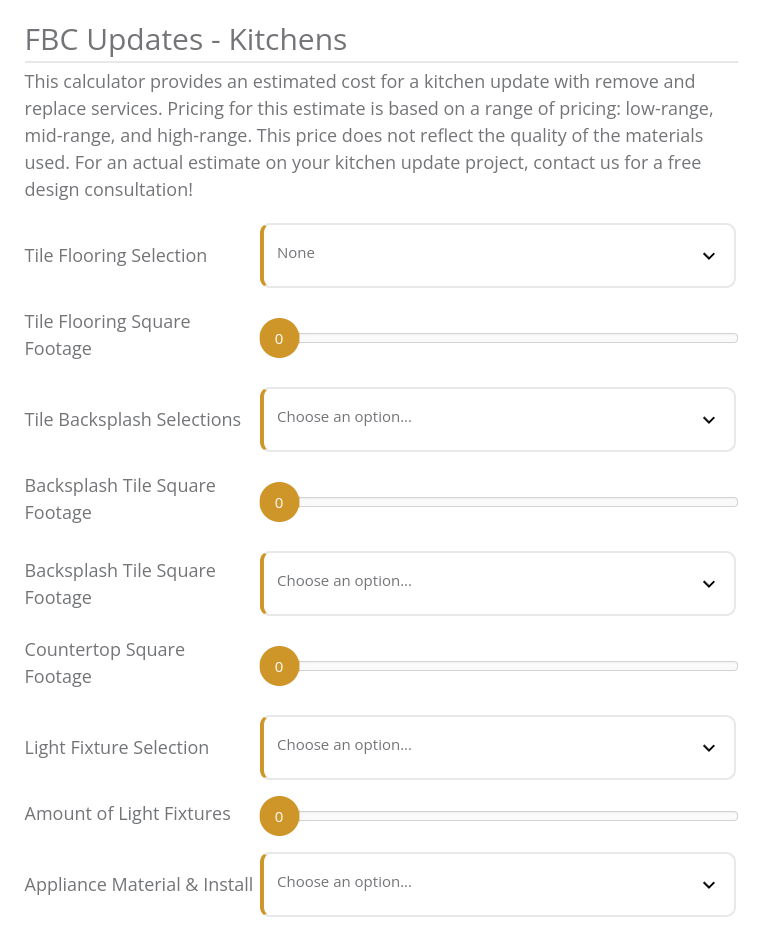 FBC Updates - Kitchens
This calculator provides an estimated cost for a kitchen update with remove and
replace services. Pricing for this estimate is based on a range of pricing: low-range,
mid-range, and high-range. This price does not reflect the quality of the materials
used. For an actual estimate on your kitchen update project, contact us for a free
design consultation!
Tile Flooring Selection
None
Tile Flooring Square
Footage
0
Tile Backsplash Selections
Choose an option...
Backsplash Tile Square
Footage
0
Backsplash Tile Square
Footage
Choose an option...
Countertop Square
Footage
0
Light Fixture Selection
Choose an option...
Amount of Light Fixtures
0
Appliance Material & Install
Choose an option...